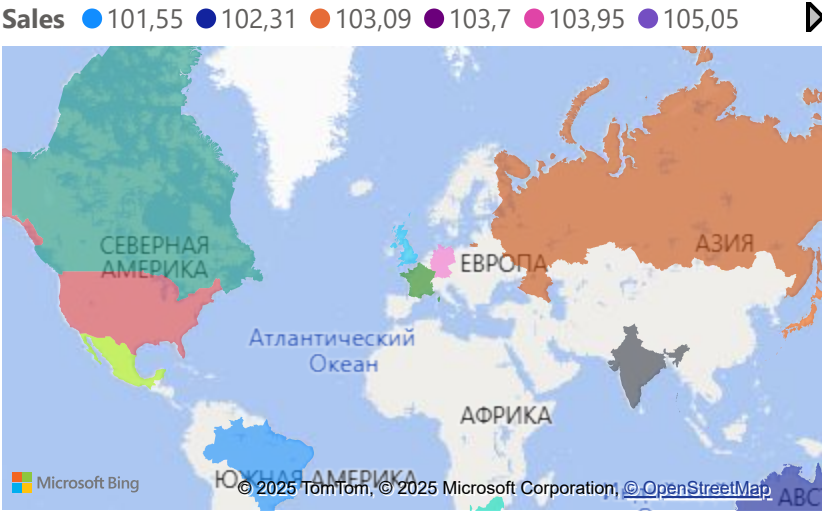 Sales 101,55 102,31 103,09 103,7 103,95 105,05
СЕВЕРНАЯ
АМЕРИКА
АЗИЯ
ЕВРОПА
Атлантический
Океан
АФРИКА
ЮЖНАЯ АМЕРИКА
Microsoft Bing
© 2025 TomTom, © 2025 Microsoft Corporation, © OpenStreetMap
АВС